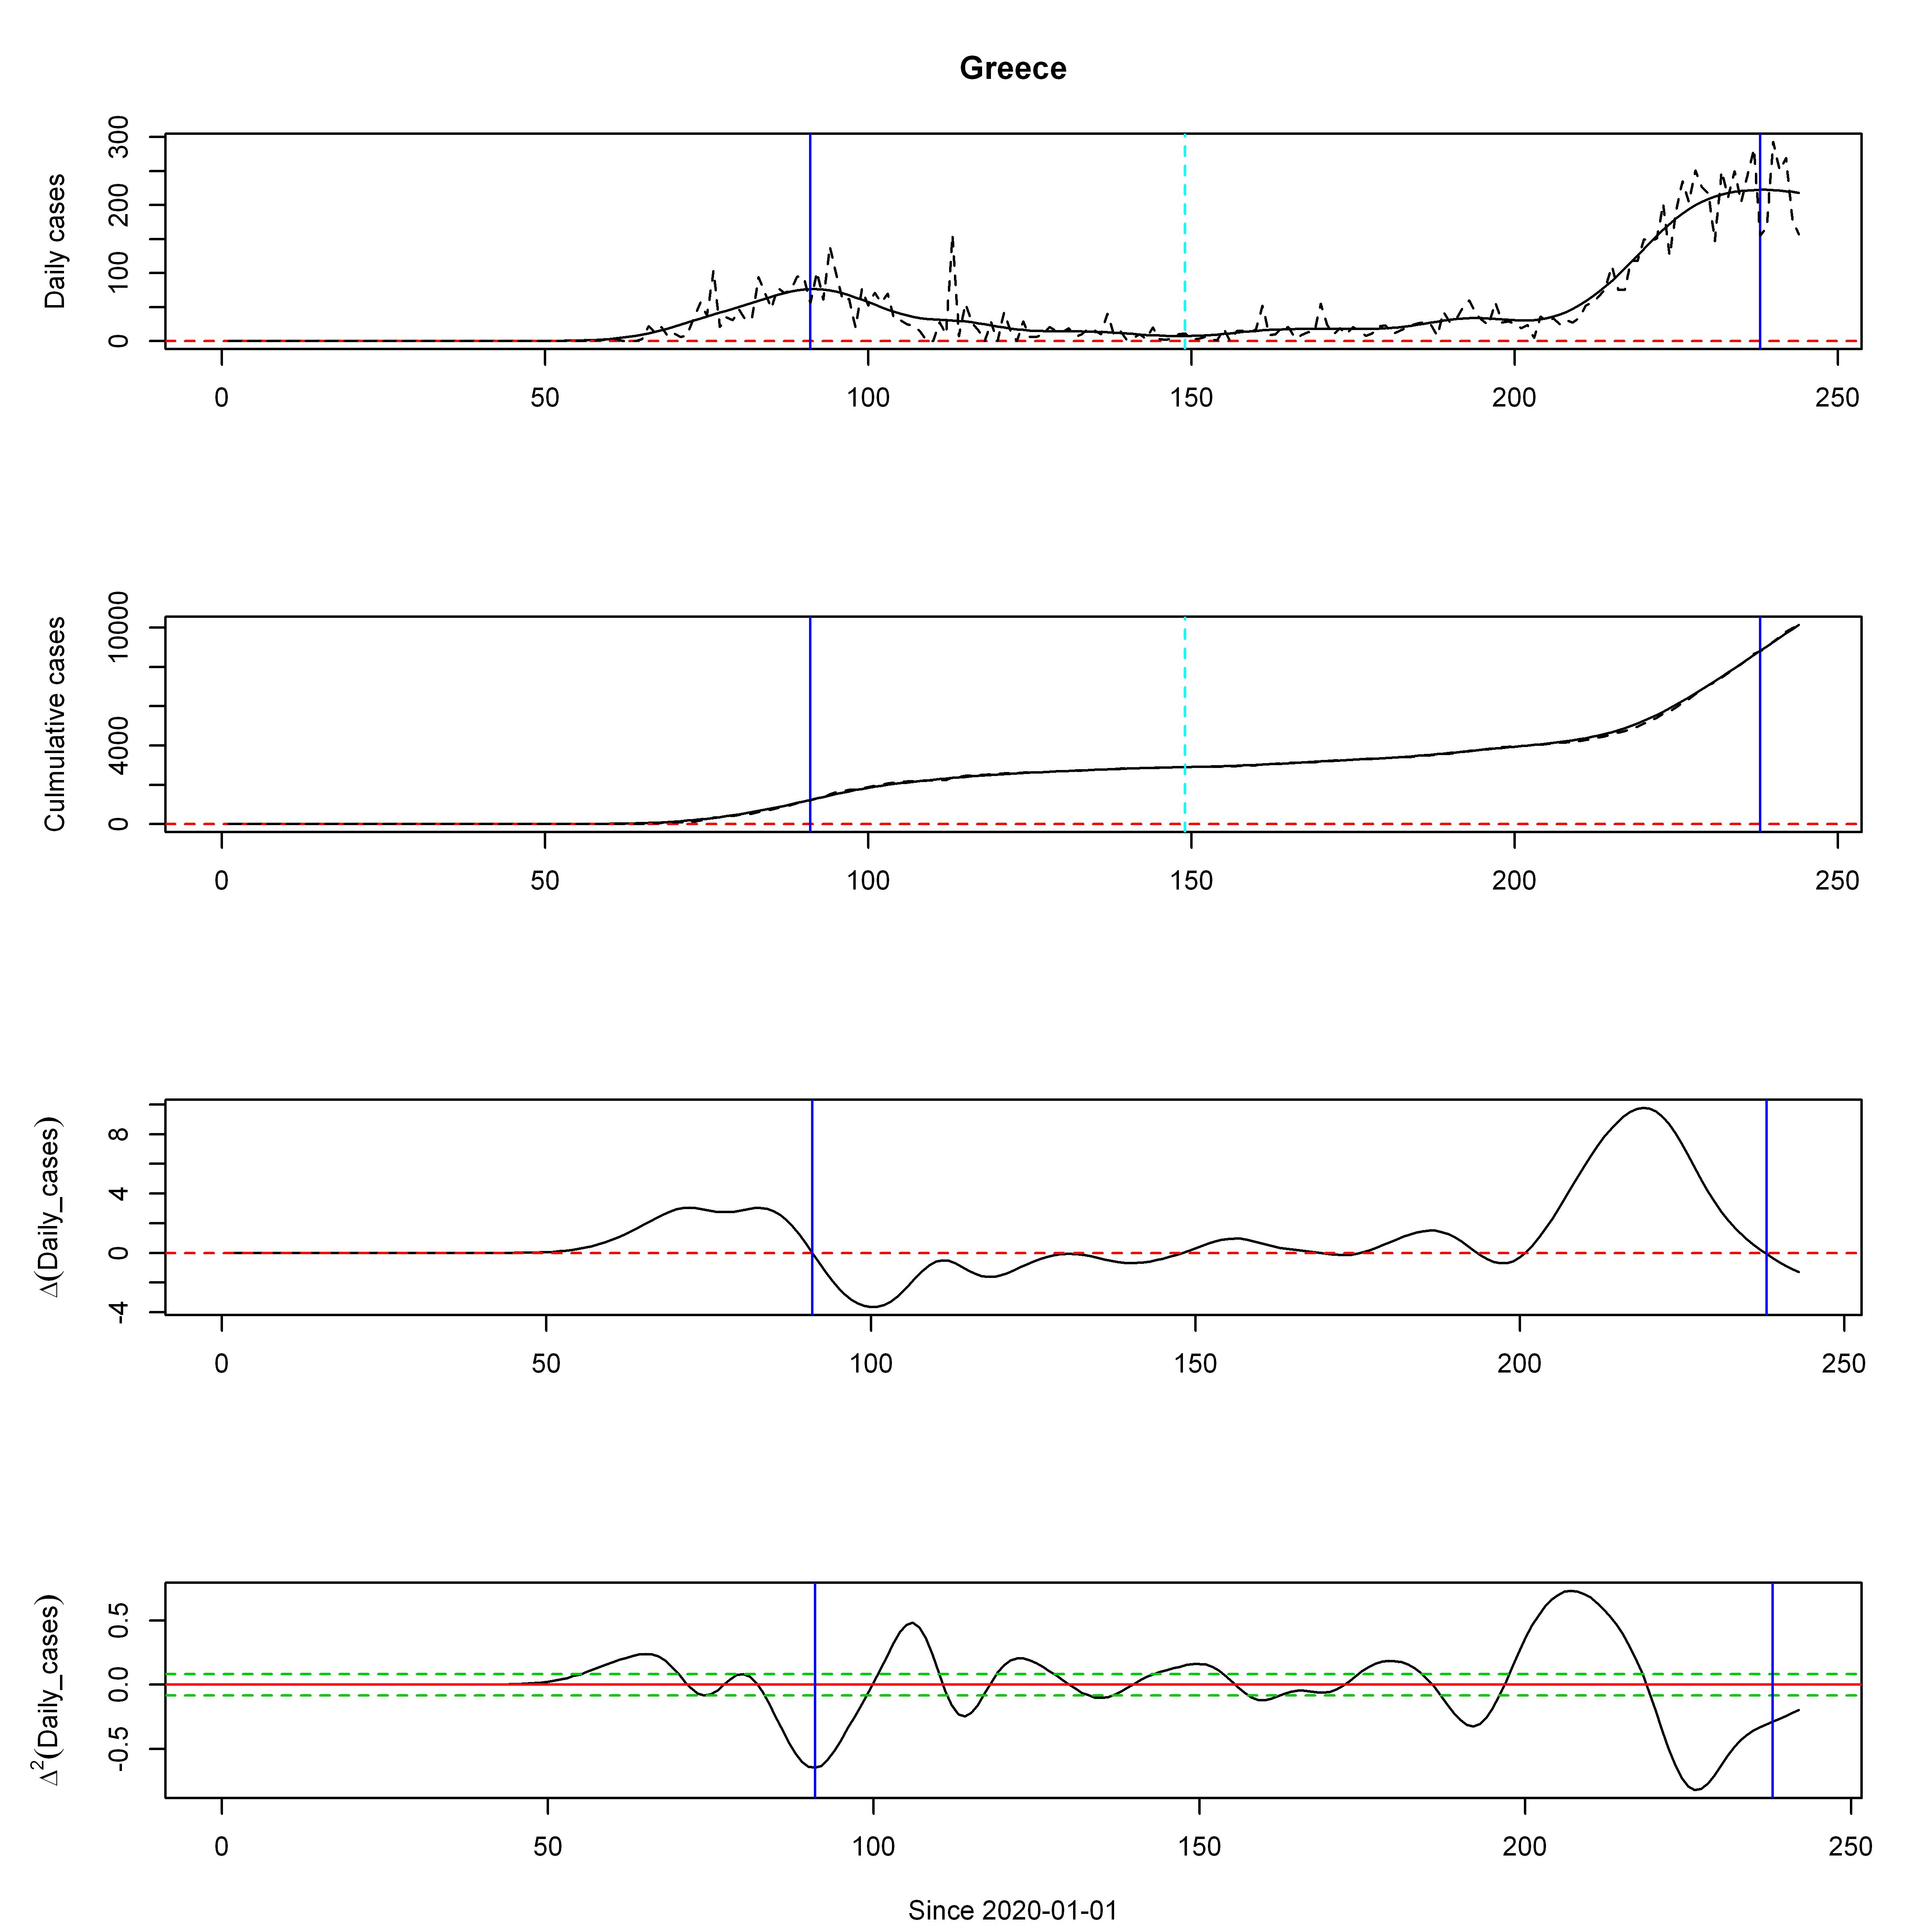 Greece
Daily cases
300
200
100
0
0 50 100 150 200 250
Culmulative cases
10000
4000
0
0 50 100 150 200 250
Δ(Daily_cases)
8
4
0
-4
0 50 100 150 200 250
Δ²(Daily_cases)
0.5
0.0
-0.5
0 50 100 150 200 250
Since 2020-01-01